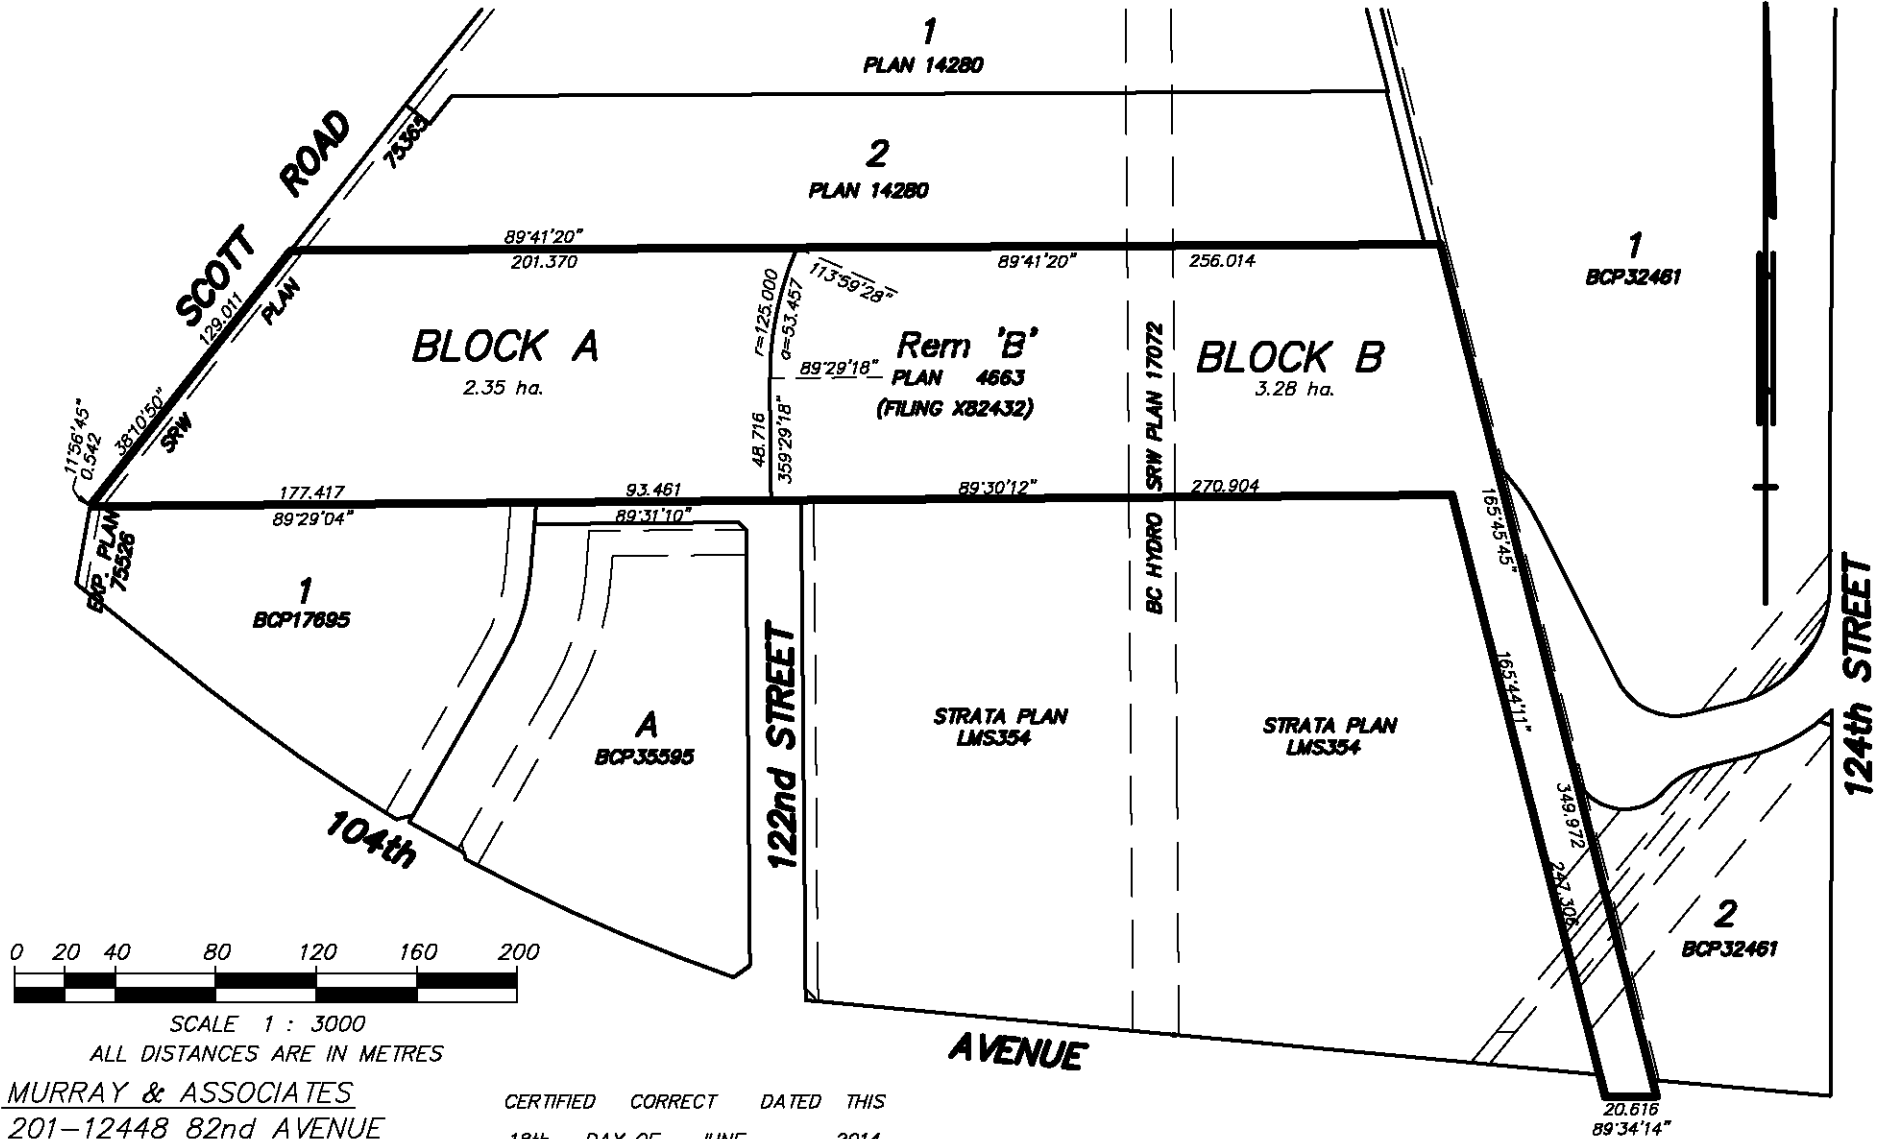 1
PLAN 14280
SCOTT ROAD
75365
2
PLAN 14280
1
BCP32461
89°41'20"
201.370
89°41'20"
256.014
113°59'28"
129.011
PLAN
r=125.000
a=53.457
BLOCK A
2.35 ha.
Rem 'B'
89°29'18"
PLAN 4663
(FILING X82432)
BC HYDRO SRW PLAN 17072
BLOCK B
3.28 ha.
11°56'45"
0.542
38°10'50"
SRW
48.716
359°29'18"
177.417
89°29'04"
93.461
89°31'10"
89°30'12"
270.904
165°45'45"
EXP. PLAN
75526
1
BCP17695
A
BCP35595
122nd STREET
STRATA PLAN
LMS354
STRATA PLAN
LMS354
165°44'11"
124th STREET
349.972
104th
2
BCP32461
0 20 40 80 120 160 200
SCALE 1 : 3000
ALL DISTANCES ARE IN METRES
AVENUE
MURRAY & ASSOCIATES
201-12448 82nd AVENUE
CERTIFIED CORRECT DATED THIS
18th DAY OF JUNE 2014
20.616
89°34'14"